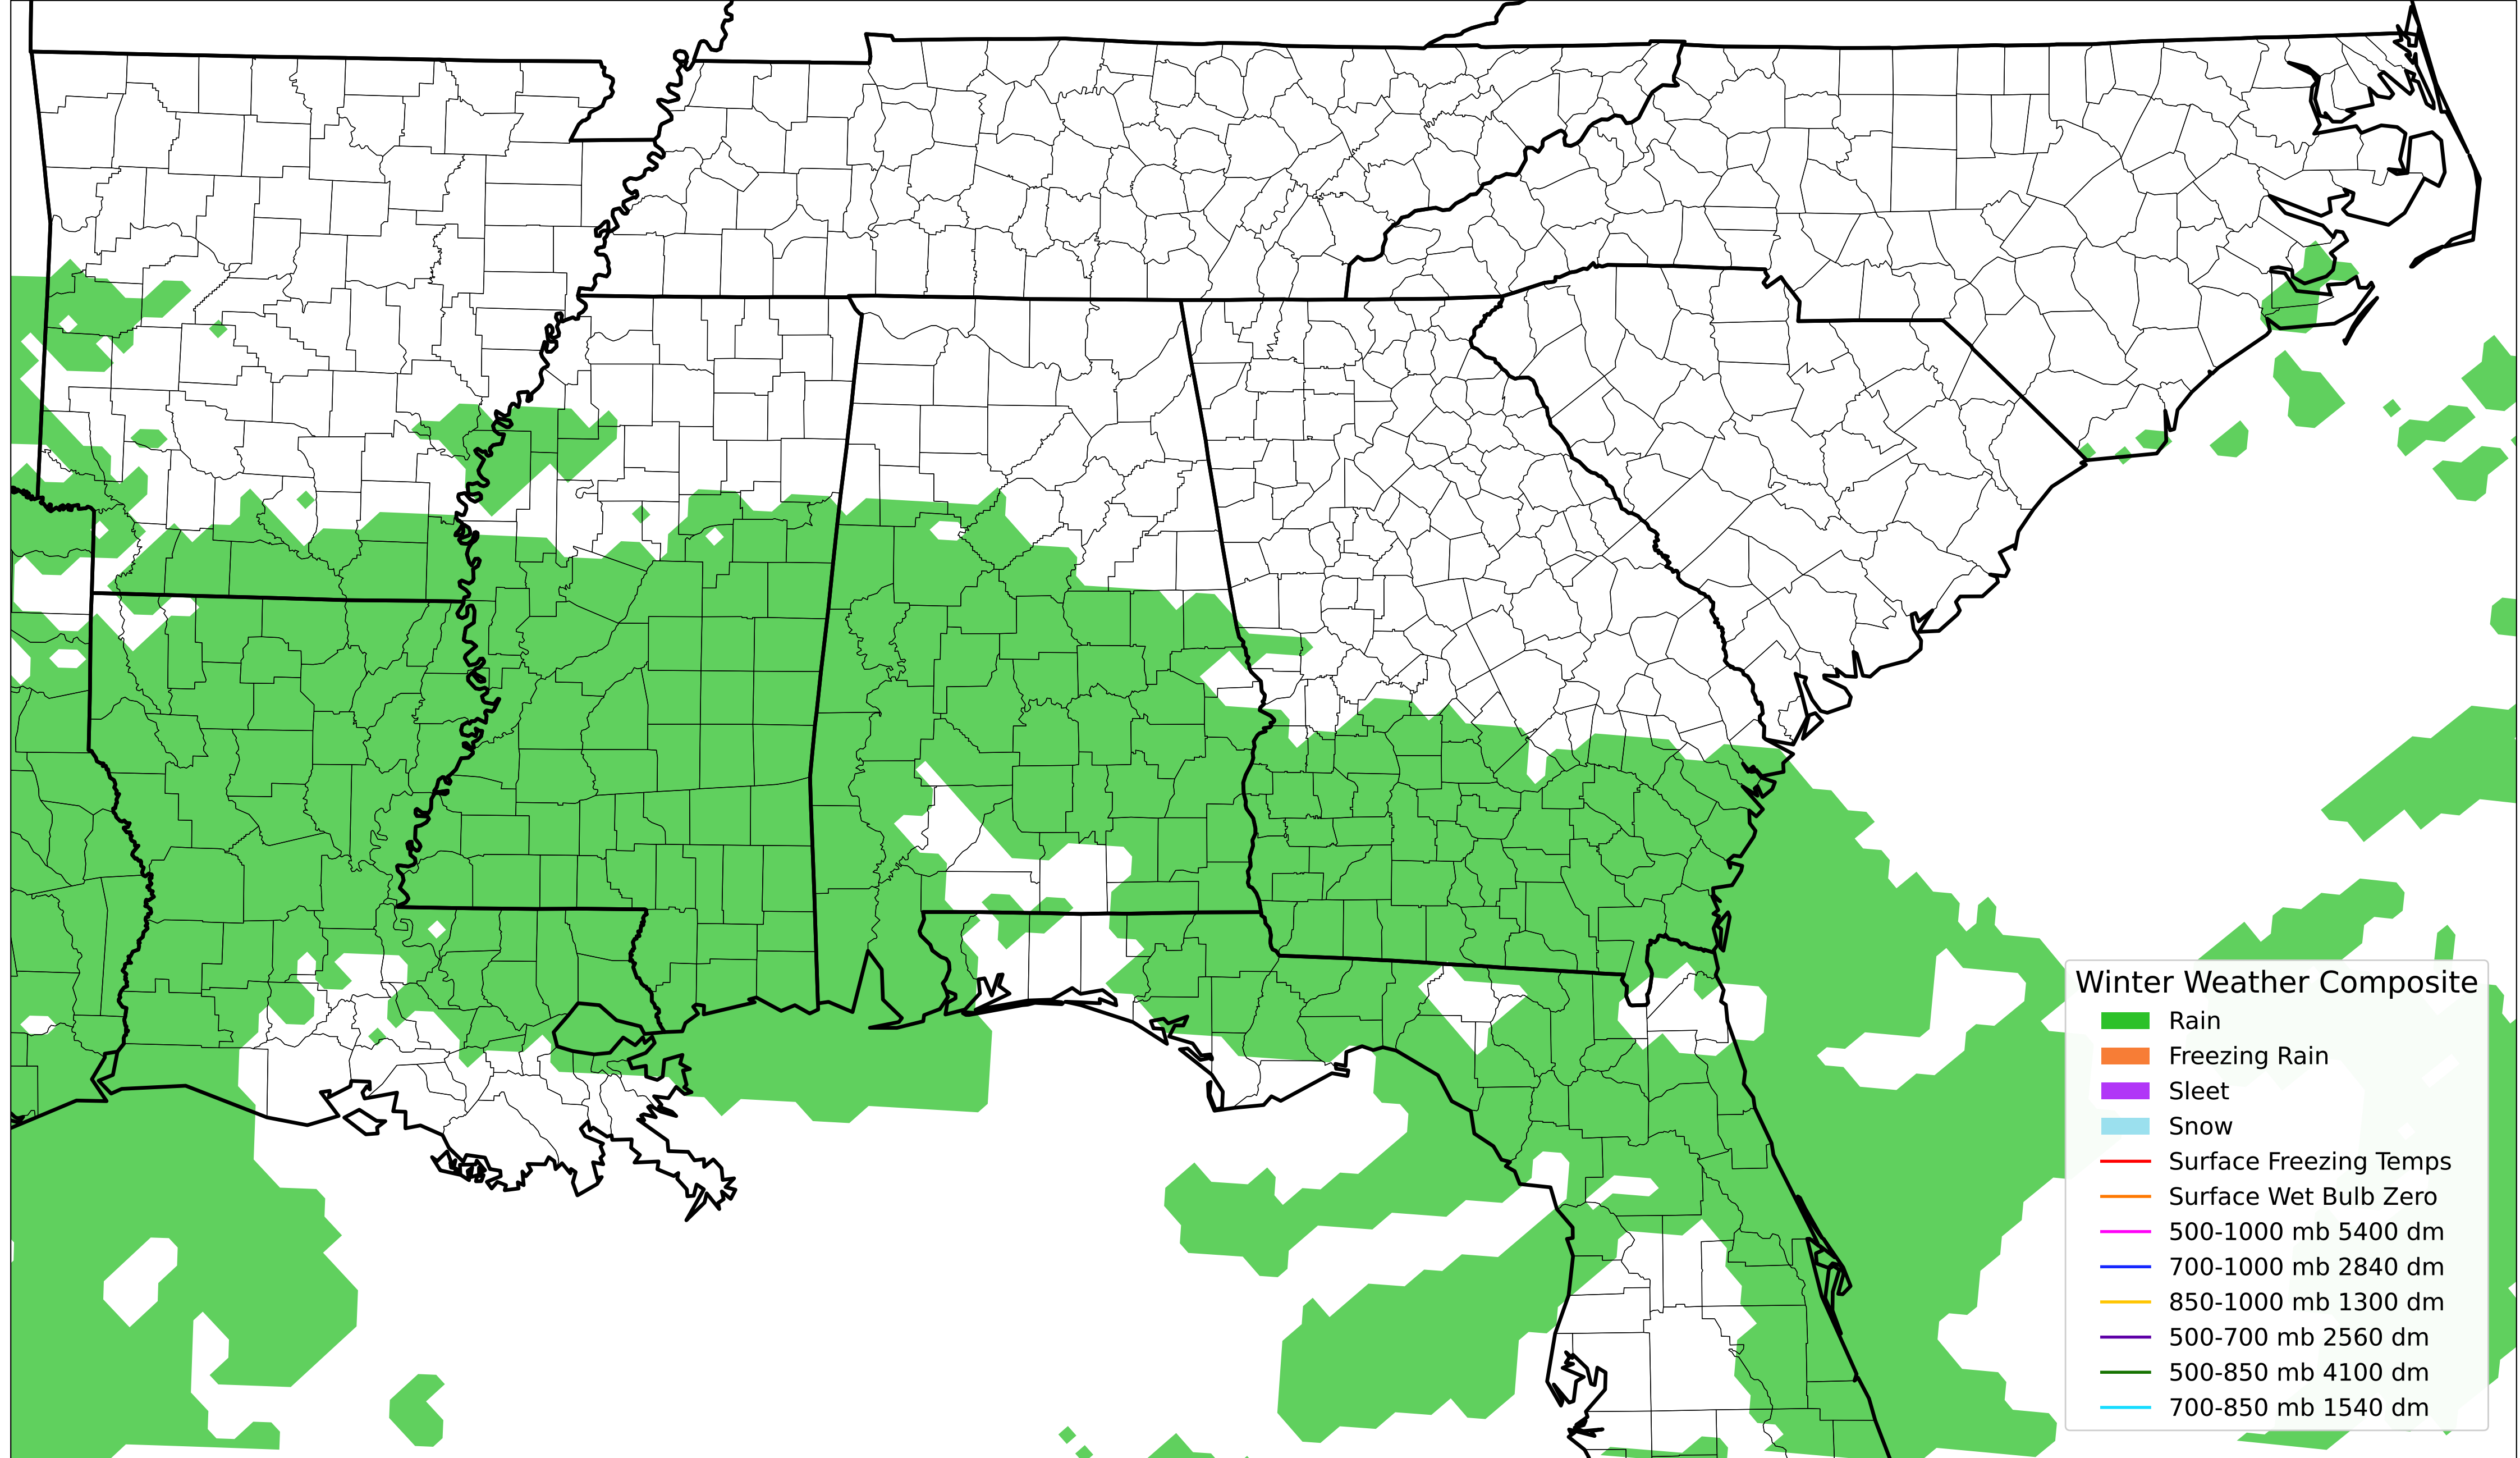 Winter Weather Composite
Rain
Freezing Rain
Sleet
Snow
Surface Freezing Temps
Surface Wet Bulb Zero
500-1000 mb 5400 dm
700-1000 mb 2840 dm
850-1000 mb 1300 dm
500-700 mb 2560 dm
500-850 mb 4100 dm
700-850 mb 1540 dm